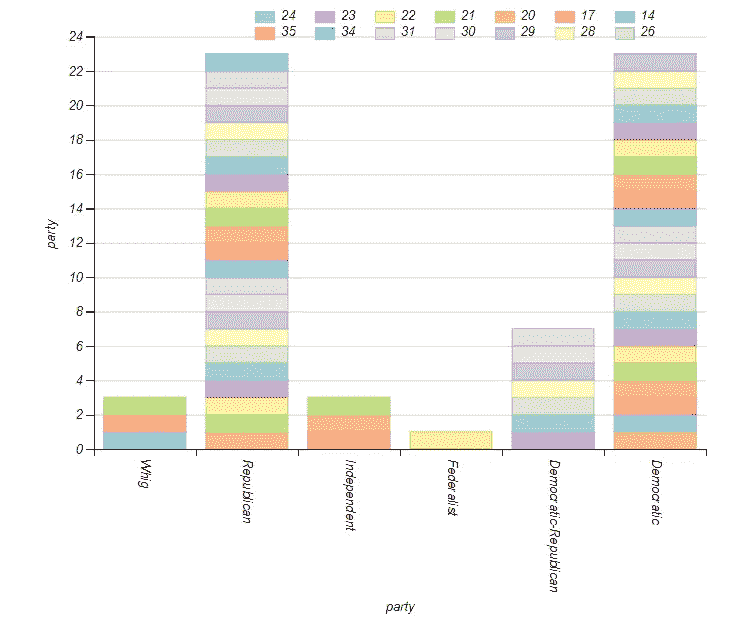 24 23 22 21 20 17 14
35 34 31 30 29 28 26
24
22
20
18
16
14
12
10
8
6
4
2
0
party
Whig
Republican
Independent
Federalist
Democratic-Republican
Democratic
party